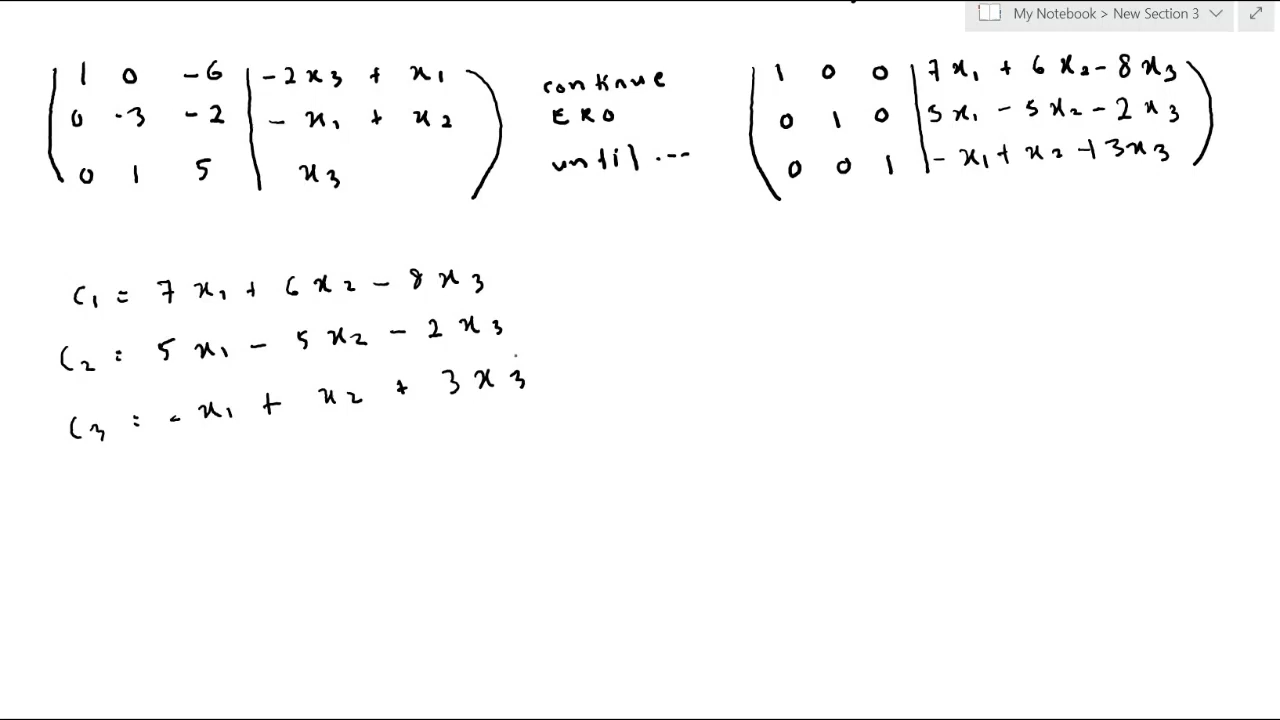 My Notebook > New Section 3
1 0 -6 | -2x3 + x1
0 -3 -2 | - x1 + x2
0 1 5 | x3
continue
ERO
until ...
1 0 0 | 7x1 + 6x2 - 8x3
0 1 0 | 5x1 - 5x2 - 2x3
0 0 1 | -x1 + x2 + 3x3
c1 = 7x1 + 6x2 - 8x3
c2 = 5x1 - 5x2 - 2x3
c3 = -x1 + x2 + 3x3